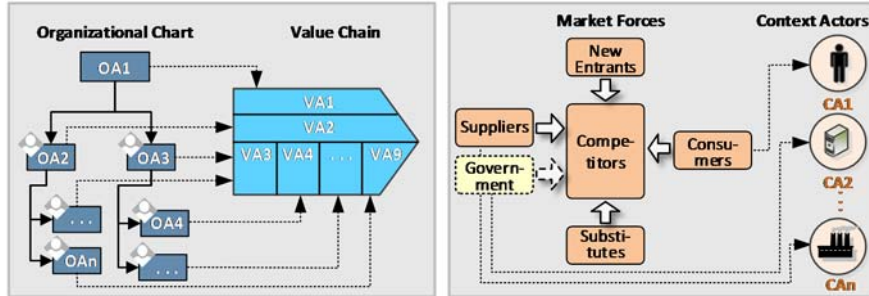 Organizational Chart
Value Chain
OA1
VA1
VA2
OA2
OA3
VA3
VA4
...
VA9
...
OA4
OAn
...
Market Forces
Context Actors
New
Entrants
CA1
Suppliers
Compe-
titors
Consu-
mers
Govern-
ment
CA2
Substi-
tutes
CAn